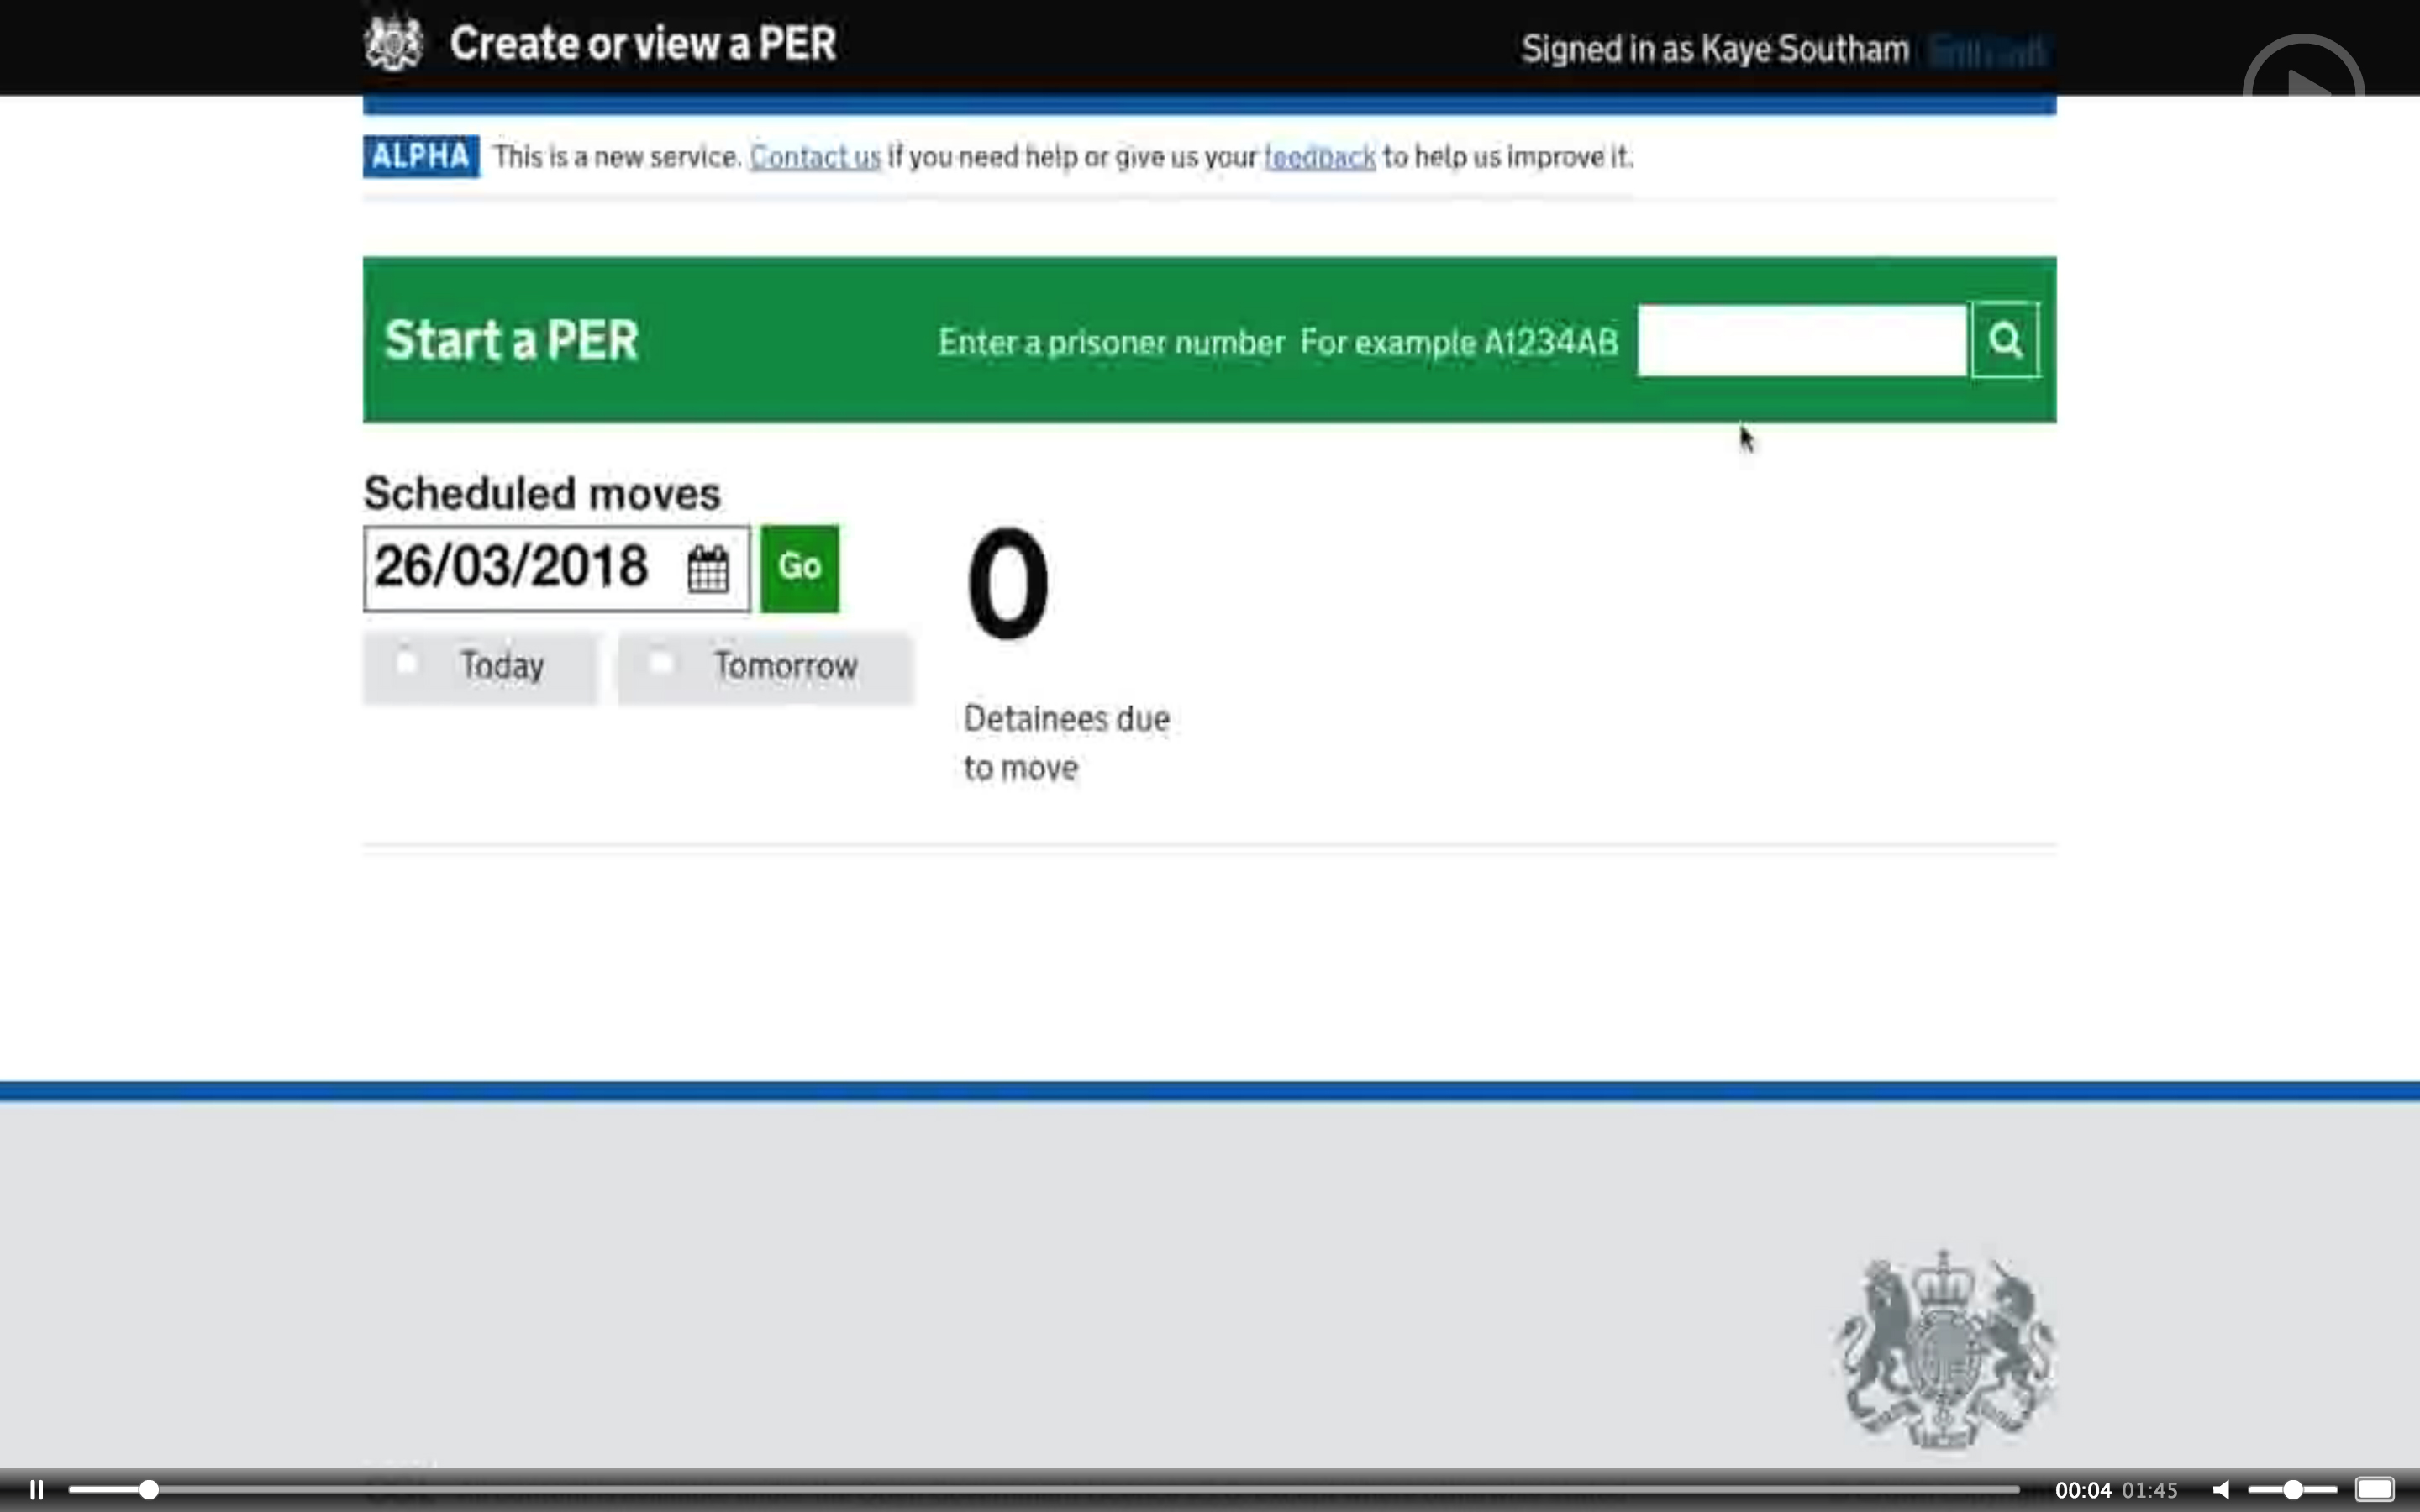 Create or view a PER
Signed in as Kaye Southam
ALPHA This is a new service. Contact us if you need help or give us your feedback to help us improve it.
Start a PER
Enter a prisoner number For example A1234AB
Scheduled moves
26/03/2018
Go
Today
Tomorrow
0
Detainees due
to move
00:04 01:45